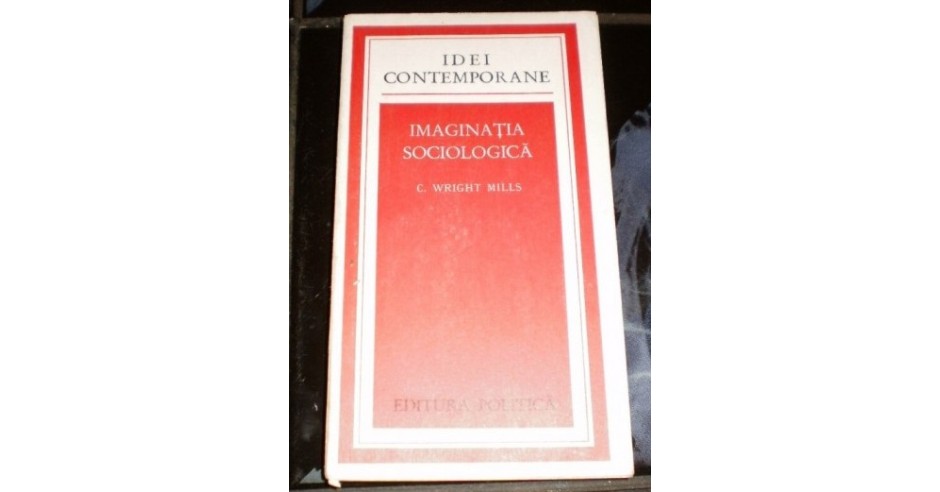 IDEI
CONTEMPORANE
IMAGINAŢIA
SOCIOLOGICĂ
C. WRIGHT MILLS
EDITURA POLITICĂ